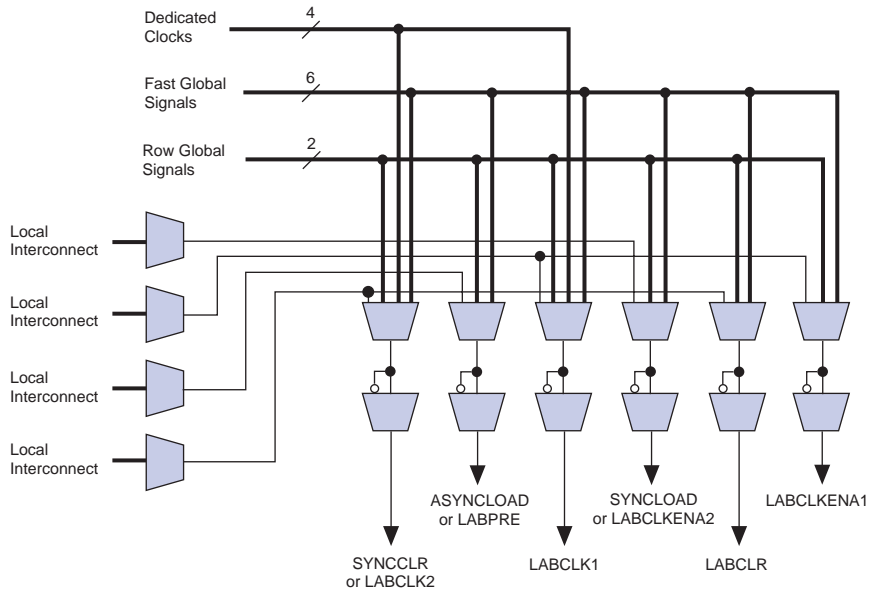 Dedicated
Clocks
4
Fast Global
Signals
6
Row Global
Signals
2
Local
Interconnect
Local
Interconnect
Local
Interconnect
Local
Interconnect
ASYNCLOAD
or LABPRE
SYNCLOAD
or LABCLKENA2
LABCLKENA1
SYNCCLR
or LABCLK2
LABCLK1
LABCLR